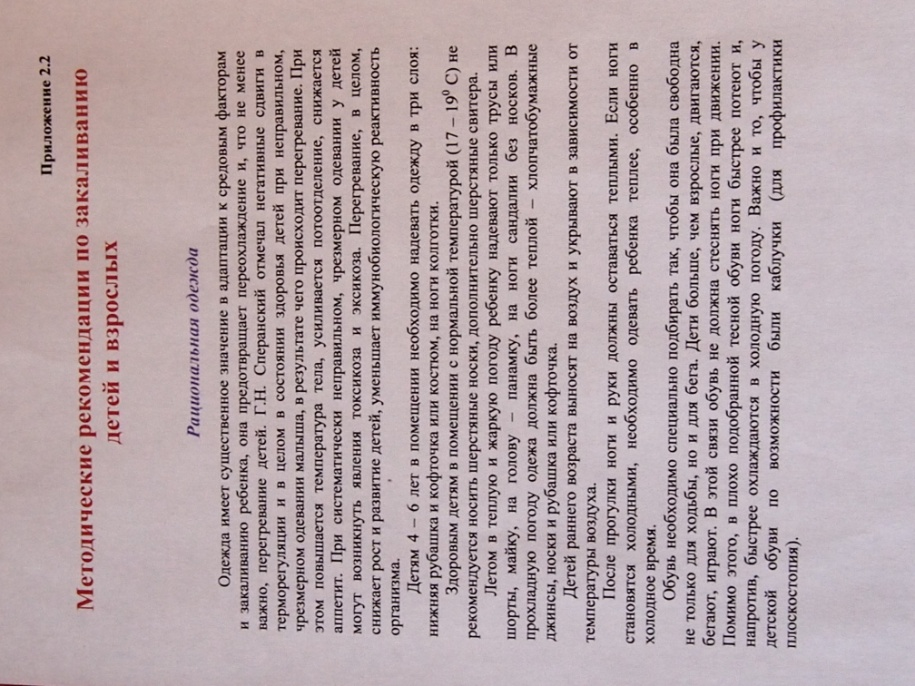 Приложение 2.2
Методические рекомендации по закаливанию
детей и взрослых
Рациональная одежда
Одежда имеет существенное значение в адаптации к средовым факторам
и закаливанию ребенка, она предотвращает переохлаждение и, что не менее
важно, перегревание детей. Г.Н. Сперанский отмечал негативные сдвиги в
терморегуляции и в целом в состоянии здоровья детей при неправильном,
чрезмерном одевании малыша, в результате чего происходит перегревание. При
этом повышается температура тела, усиливается потоотделение, снижается
аппетит. При систематически неправильном, чрезмерном одевании у детей
могут возникнуть явления токсикоза и эксикоза. Перегревание, в целом,
снижает рост и развитие детей, уменьшает иммунобиологическую реактивность
организма.
Детям 4 – 6 лет в помещении необходимо надевать одежду в три слоя:
нижняя рубашка и кофточка или костюм, на ноги колготки.
Здоровым детям в помещении с нормальной температурой (17 – 19⁰ С) не
рекомендуется носить шерстяные носки, дополнительно шерстяные свитера.
Летом в теплую и жаркую погоду ребенку надевают только трусы или
шорты, майку, на голову – панамку, на ноги сандалии без носков. В
прохладную погоду одежа должна быть более теплой – хлопчатобумажные
джинсы, носки и рубашка или кофточка.
Детей раннего возраста выносят на воздух и укрывают в зависимости от
температуры воздуха.
После прогулки ноги и руки должны оставаться теплыми. Если ноги
становятся холодными, необходимо одевать ребенка теплее, особенно в
холодное время.
Обувь необходимо специально подбирать так, чтобы она была свободна
не только для ходьбы, но и для бега. Дети больше, чем взрослые, двигаются,
бегают, играют. В этой связи обувь не должна стеснять ноги при движении.
Помимо этого, в плохо подобранной тесной обуви ноги быстрее потеют и,
напротив, быстрее охлаждаются в холодную погоду. Важно и то, чтобы у
детской обуви по возможности были каблучки (для профилактики
плоскостопия).